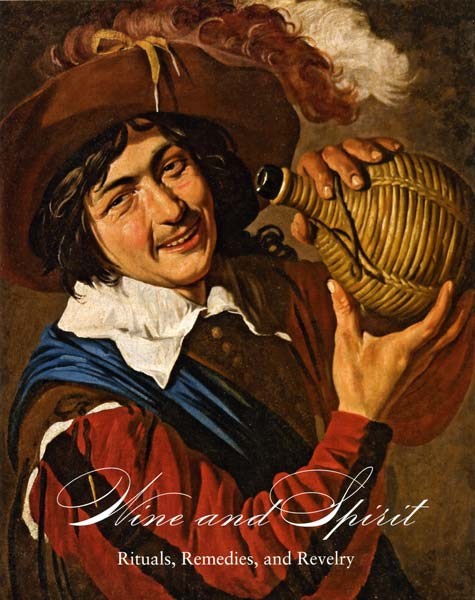 Wine and Spirit
Rituals, Remedies, and Revelry